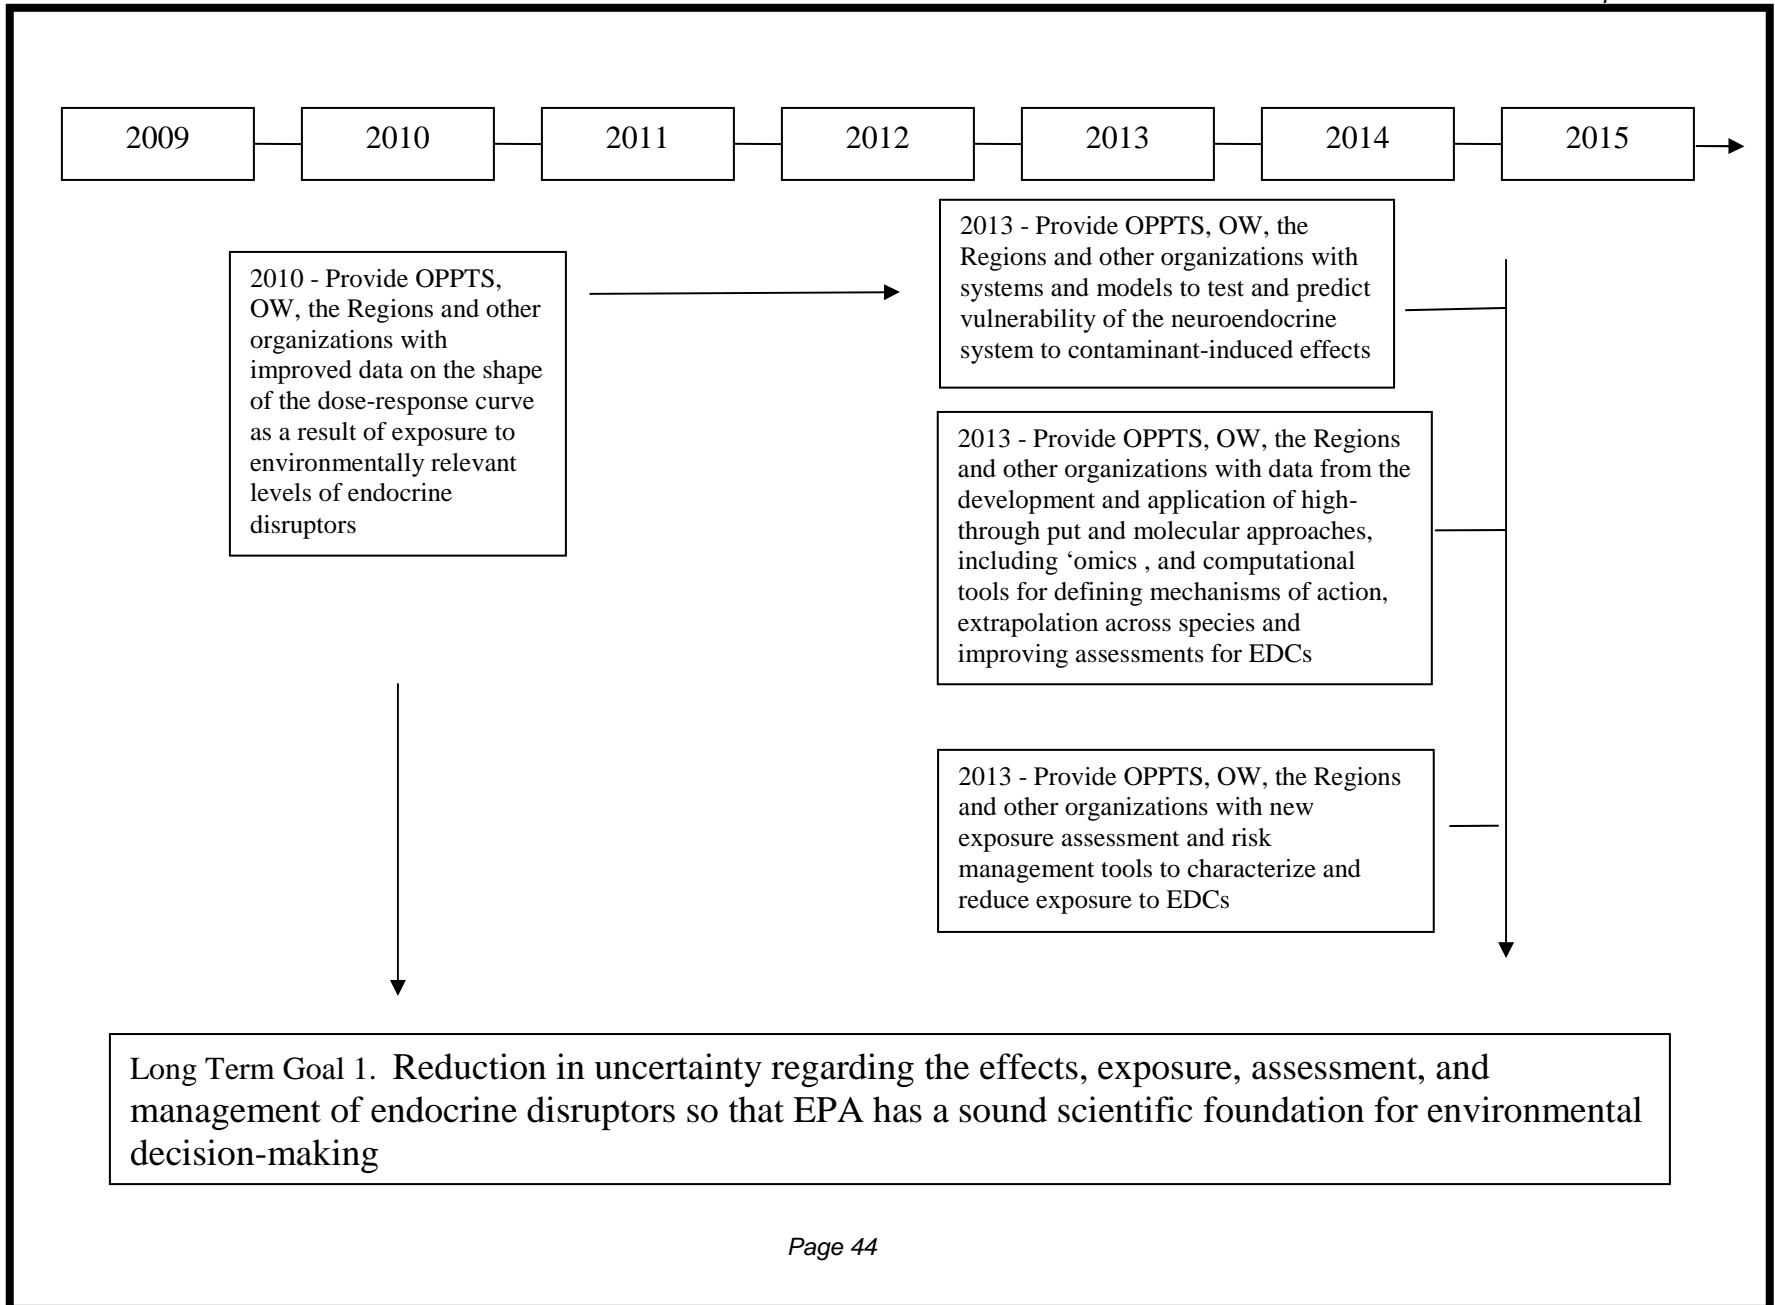 2009
2010
2011
2012
2013
2014
2015
2010 - Provide OPPTS,
OW, the Regions and other
organizations with
improved data on the shape
of the dose-response curve
as a result of exposure to
environmentally relevant
levels of endocrine
disruptors
2013 - Provide OPPTS, OW, the
Regions and other organizations with
systems and models to test and predict
vulnerability of the neuroendocrine
system to contaminant-induced effects
2013 - Provide OPPTS, OW, the Regions
and other organizations with data from the
development and application of high-
through put and molecular approaches,
including ‘omics , and computational
tools for defining mechanisms of action,
extrapolation across species and
improving assessments for EDCs
2013 - Provide OPPTS, OW, the Regions
and other organizations with new
exposure assessment and risk
management tools to characterize and
reduce exposure to EDCs
Long Term Goal 1. Reduction in uncertainty regarding the effects, exposure, assessment, and
management of endocrine disruptors so that EPA has a sound scientific foundation for environmental
decision-making
Page 44